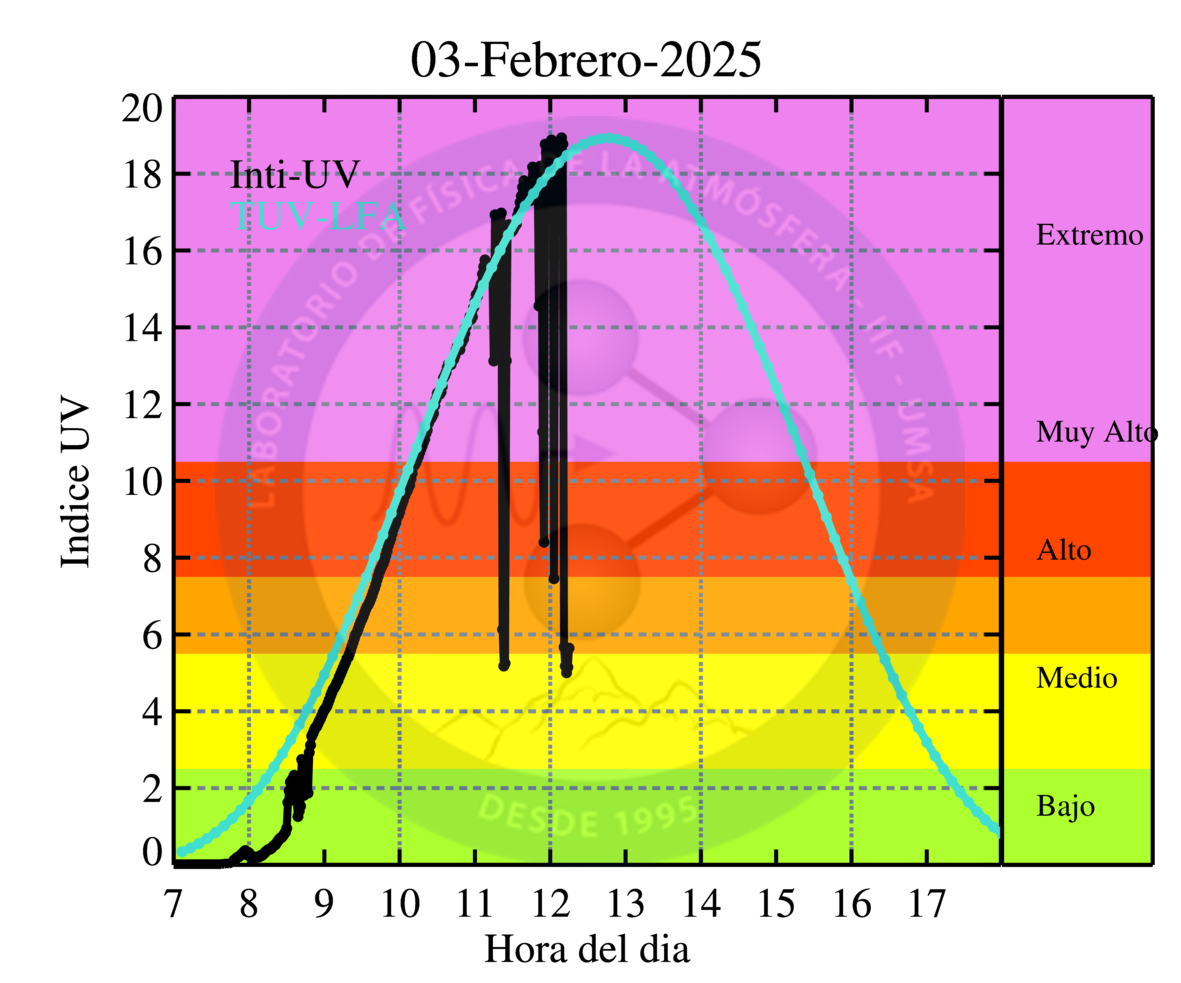 03-Febrero-2025
Indice UV
20
18
16
14
12
10
8
6
4
2
0
Inti-UV
TUV-LFA
LABORATORIO DE FÍSICA DE LA ATMÓSFERA - IIF - UMSA
DESDE 1995
Extremo
Muy Alto
Alto
Medio
Bajo
7 8 9 10 11 12 13 14 15 16 17
Hora del dia